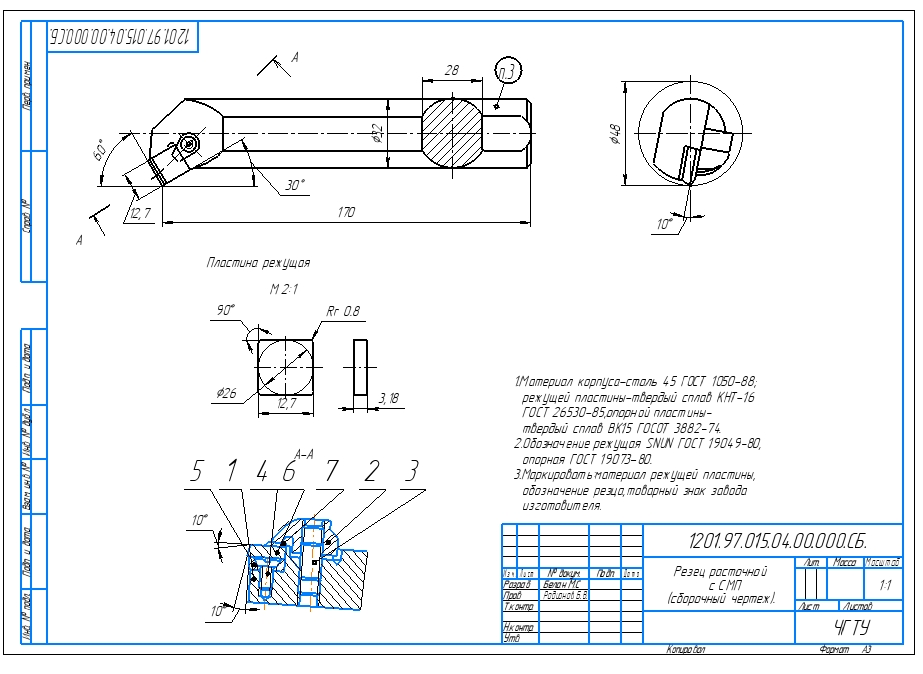 1201.97.015.04.00.000.СБ
Перв. примен
Справ. №
Подп. и дата
Инв. № дубл.
Взам. инв. №
Подп. и дата
Инв. № подл.
А
28
п.3
⌀32
⌀48
60°
30°
12,7
А
170
10°
Пластина режущая
М 2:1
90°
Rr 0.8
⌀26
12,7
3,18
1.Материал корпуса-сталь 45 ГОСТ 1050-88;
режущей пластины-твердый сплав КНТ-16
ГОСТ 26530-85,опорной пластины-
твердый сплав ВК15 ГОСОТ 3882-74.
2.Обозначение режущая SNUN ГОСТ 19049-80,
опорная ГОСТ 19073-80.
3.Маркировать материал режущей пластины,
обозначение резца,товарный знак завода
изготовителя.
А-А
5 1 4 6 7 2 3
10°
10°
1201.97.015.04.00.000.СБ.
Изм Лист № докум. Подп. Дата
Разраб Белан МС
Пров Родионов Б.В.
Т.контр
Н.контр
Утв
Резец расточной
с СМП
(сборочный чертеж).
Лит. Масса Масштаб
1:1
Лист Листов
ЧГТУ
Копировал Формат А3